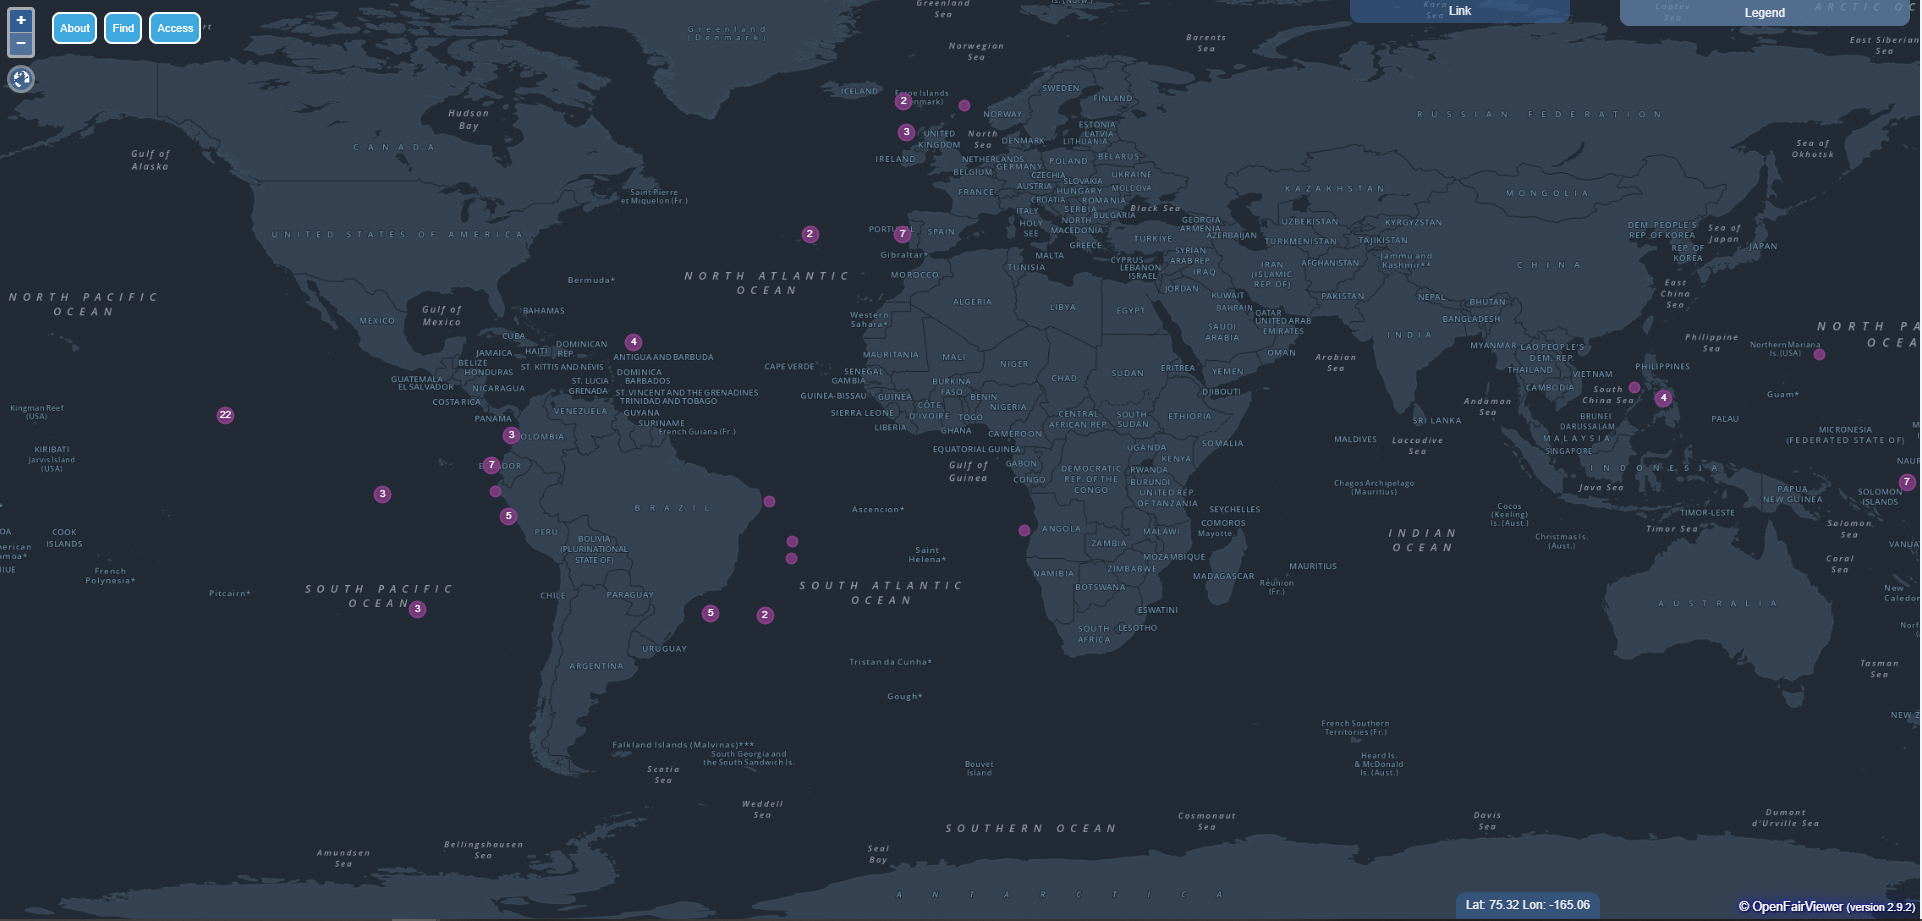 +
−
About
Find
Access
Link
Legend
Greenland
Sea
Greenland
(Denmark)
Norwegian
Sea
Barents
Sea
Kara
Sea
Laptev
Sea
ARCTIC OC
East Siberian
Sea
ICELAND
Faroe Islands
2
SWEDEN
FINLAND
NORWAY
RUSSIAN FEDERATION
Hudson
Bay
CANADA
Gulf of
Alaska
3
UNITED
KINGDOM
North
Sea
IRELAND
DENMARK
ESTONIA
LATVIA
LITHUANIA
NETHERLANDS
BELGIUM
GERMANY
POLAND
BELARUS
CZECHIA
SLOVAKIA
UKRAINE
AUSTRIA
HUNGARY
MOLDOVA
FRANCE
CROATIA
ROMANIA
SERBIA
ITALY
BULGARIA
Black Sea
HOLY
SEE
NORTH
MACEDONIA
GREECE
KAZAKHSTAN
MONGOLIA
Sea of
Okhotsk
Saint Pierre
et Miquelon (Fr.)
UNITED STATES OF AMERICA
2
7
SPAIN
Gibraltar*
MALTA
TÜRKİYE
GEORGIA
ARMENIA
AZERBAIJAN
UZBEKISTAN
KYRGYZSTAN
TURKMENISTAN
TAJIKISTAN
DEM. PEOPLE'S
REP. OF KOREA
REP. OF
KOREA
Sea of
Japan
JAPAN
CYPRUS
LEBANON
ISRAEL
SYRIAN
ARAB REP.
IRAQ
IRAN
(ISLAMIC
REP. OF)
AFGHANISTAN
Jammu and
Kashmir**
CHINA
NORTH ATLANTIC
OCEAN
Bermuda*
MOROCCO
TUNISIA
ALGERIA
LIBYA
EGYPT
JORDAN
KUWAIT
BAHRAIN
QATAR
UNITED ARAB
EMIRATES
SAUDI
ARABIA
OMAN
YEMEN
PAKISTAN
NEPAL
BHUTAN
BANGLADESH
INDIA
East
China
Sea
NORTH PACIFIC
OCEAN
Gulf of
Mexico
MEXICO
BAHAMAS
CUBA
JAMAICA
HAITI
DOMINICAN
REP.
4
ANTIGUA AND BARBUDA
BELIZE
HONDURAS
ST. KITTIS AND NEVIS
DOMINICA
BARBADOS
GUATEMALA
EL SALVADOR
NICARAGUA
ST. LUCIA
GRENADA
ST. VINCENT AND THE GRENADINES
TRINIDAD AND TOBAGO
COSTA RICA
PANAMA
VENEZUELA
GUYANA
SURINAME
French Guiana (Fr.)
Western
Sahara*
MAURITANIA
MALI
NIGER
CHAD
SUDAN
ERITREA
DJIBOUTI
CAPE VERDE
SENEGAL
GAMBIA
GUINEA-BISSAU
GUINEA
SIERRA LEONE
LIBERIA
BURKINA
FASO
CÔTE
D'IVOIRE
BENIN
TOGO
GHANA
NIGERIA
CAMEROON
CENTRAL
AFRICAN REP.
SOUTH
SUDAN
ETHIOPIA
SOMALIA
Arabian
Sea
MYANMAR
LAO PEOPLE'S
DEM. REP.
THAILAND
VIETNAM
CAMBODIA
Andaman
Sea
South
China Sea
PHILIPPINES
4
Philippine
Sea
Northern Mariana
Is. (USA)
Guam*
NORTH PA
OCEA
PALAU
MICRONESIA
(FEDERATED STATE OF)
Kingman Reef
(USA)
22
KIRIBATI
Jarvis Island
(USA)
3
7
3
5
PERU
BRAZIL
BOLIVIA
(PLURINATIONAL
STATE OF)
EQUATORIAL GUINEA
Gulf of
Guinea
GABON
CONGO
DEMOCRATIC
REP. OF THE
CONGO
UGANDA
KENYA
RWANDA
BURUNDI
UNITED REP.
OF TANZANIA
SEYCHELLES
COMOROS
Mayotte
MALDIVES
SRI LANKA
Laccadive
Sea
Chagos Archipelago
(Mauritius)
BRUNEI
DARUSSALAM
MALAYSIA
SINGAPORE
INDONESIA
Java Sea
Cocos
(Keeling)
Is. (Aust.)
Christmas Is.
(Aust.)
TIMOR-LESTE
Timor Sea
PAPUA
NEW GUINEA
SOLOMON
ISLANDS
7
Solomon
Sea
Coral
Sea
COOK
ISLANDS
French
Polynesia*
Pitcairn*
SOUTH PACIFIC
OCEAN
3
CHILE
PARAGUAY
5
2
URUGUAY
ARGENTINA
Ascension*
Saint
Helena*
SOUTH ATLANTIC
OCEAN
ANGOLA
ZAMBIA
MALAWI
MOZAMBIQUE
ZIMBABWE
NAMIBIA
BOTSWANA
MADAGASCAR
Réunion
(Fr.)
MAURITIUS
ESWATINI
LESOTHO
SOUTH
AFRICA
INDIAN
OCEAN
AUSTRALIA
Tasman
Sea
Tristan da Cunha*
Gough*
Falkland Islands (Malvinas)***
South Georgia and
the South Sandwich Is.
Scotia
Sea
Bouvet
Island
French Southern
Territories (Fr.)
Heard Is.
& McDonald
Is. (Aust.)
Weddell
Sea
SOUTHERN OCEAN
Cosmonaut
Sea
Davis
Sea
Dumont
d'Urville Sea
Amundsen
Sea
Bellingshausen
Sea
Seal
Bay
ANTARCTICA
Lat: 75.32 Lon: -165.06
© OpenFairViewer (version 2.9.2)